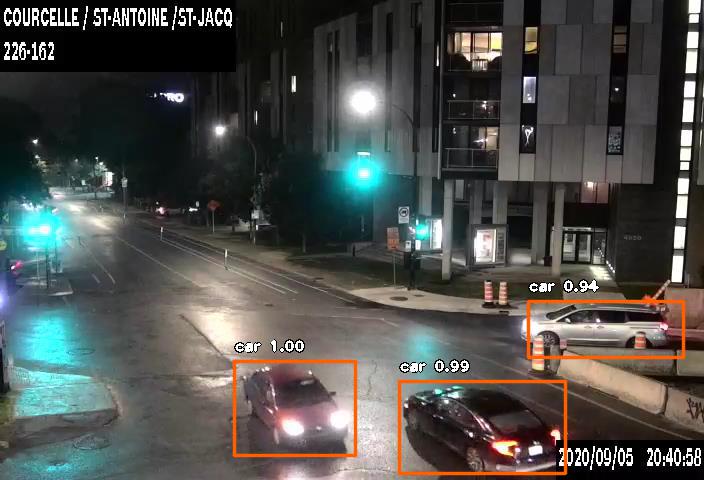 COURCELLE / ST-ANTOINE /ST-JACQ
226-162
car 0.94
car 1.00
car 0.99
2020/09/05 20:40:58